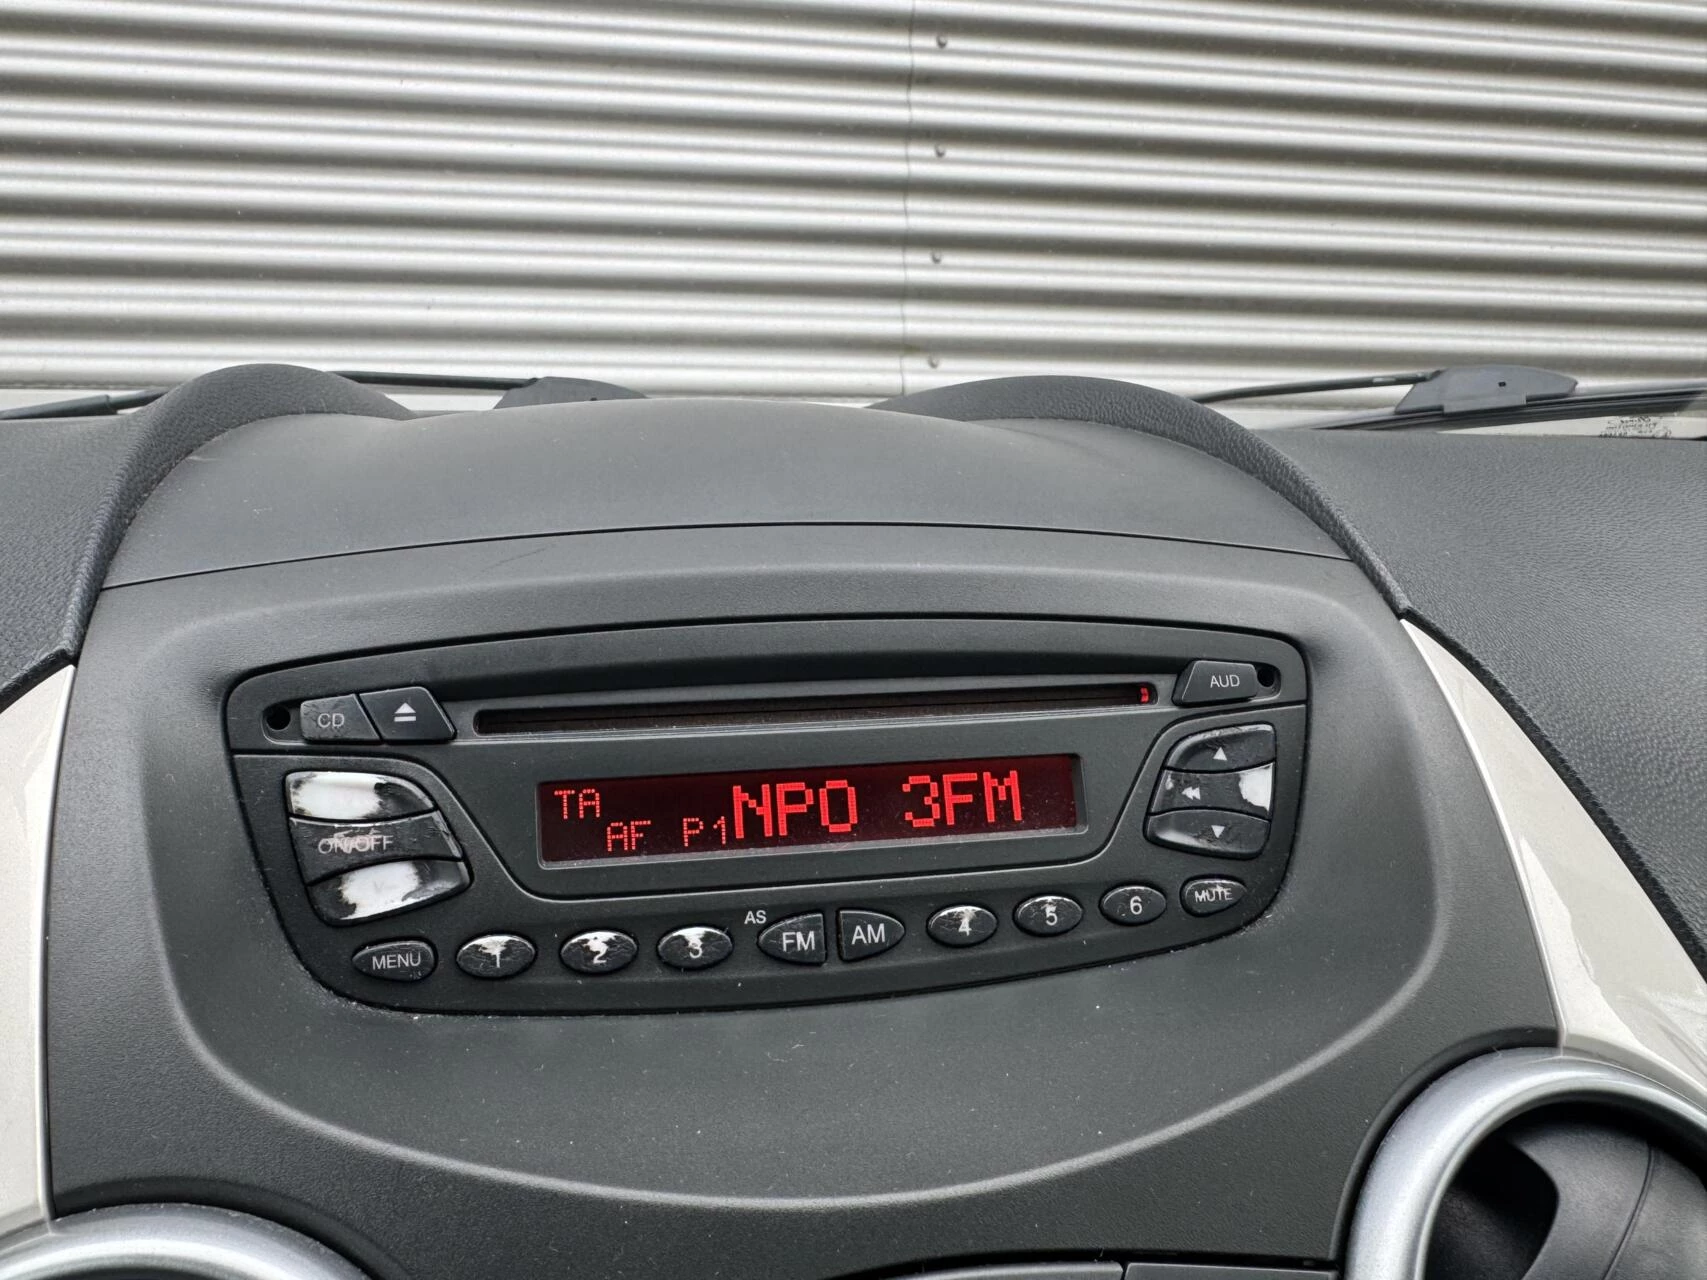 CD
AUD
TA
AF P1 NPO 3FM
ON/OFF
MENU
1
2
3
AS
FM
AM
4
5
6
MUTE